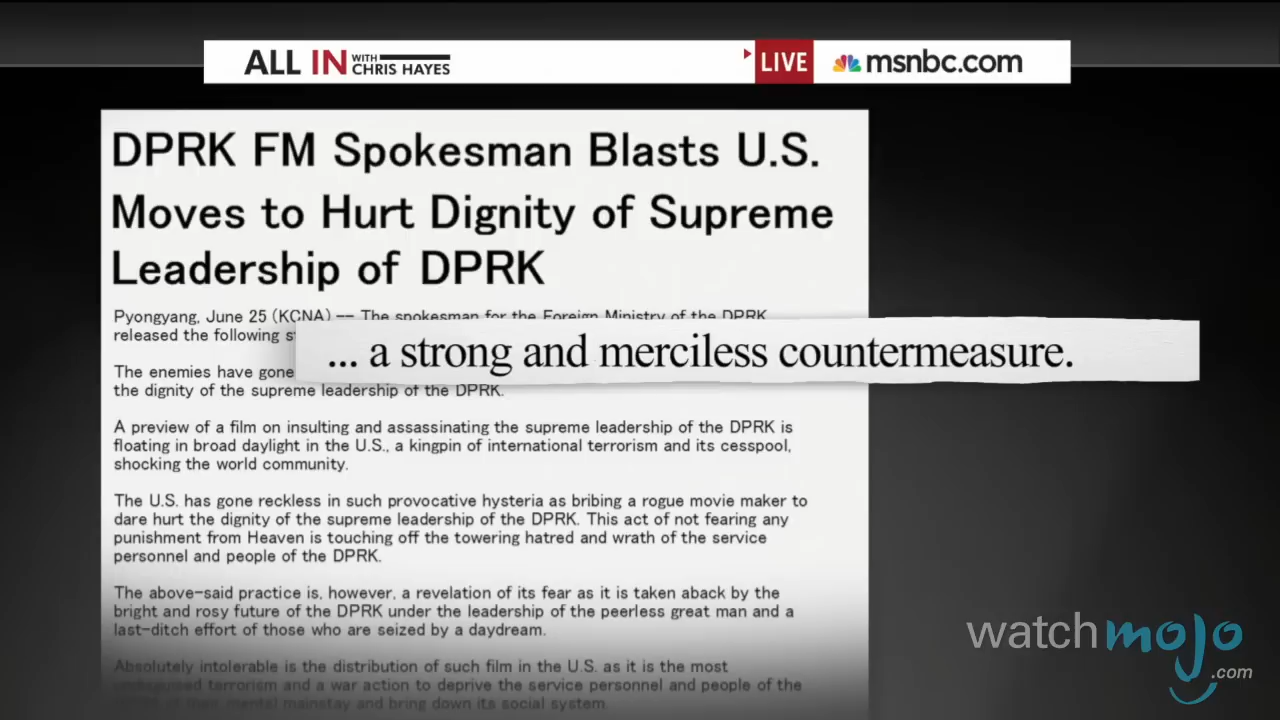 ALL IN WITH CHRIS HAYES
LIVE
msnbc.com
DPRK FM Spokesman Blasts U.S.
Moves to Hurt Dignity of Supreme
Leadership of DPRK
Pyongyang, June 25 (KCNA) -- The spokesman for the Foreign Ministry of the DPRK
released the following
... a strong and merciless countermeasure.
The enemies have gone
the dignity of the supreme leadership of the DPRK.
A preview of a film on insulting and assassinating the supreme leadership of the DPRK is
floating in broad daylight in the U.S., a kingpin of international terrorism and its cesspool,
shocking the world community.
The U.S. has gone reckless in such provocative hysteria as bribing a rogue movie maker to
dare hurt the dignity of the supreme leadership of the DPRK. This act of not fearing any
punishment from Heaven is touching off the towering hatred and wrath of the service
personnel and people of the DPRK.
The above-said practice is, however, a revelation of its fear as it is taken aback by the
bright and rosy future of the DPRK under the leadership of the peerless great man and a
last-ditch effort of those who are seized by a daydream.
Absolutely intolerable is the distribution of such film in the U.S. as it is the most
terrorism and a war action to deprive the service personnel and people of the
of their mental mainstay and bring down its social system.
watchmojo
.com